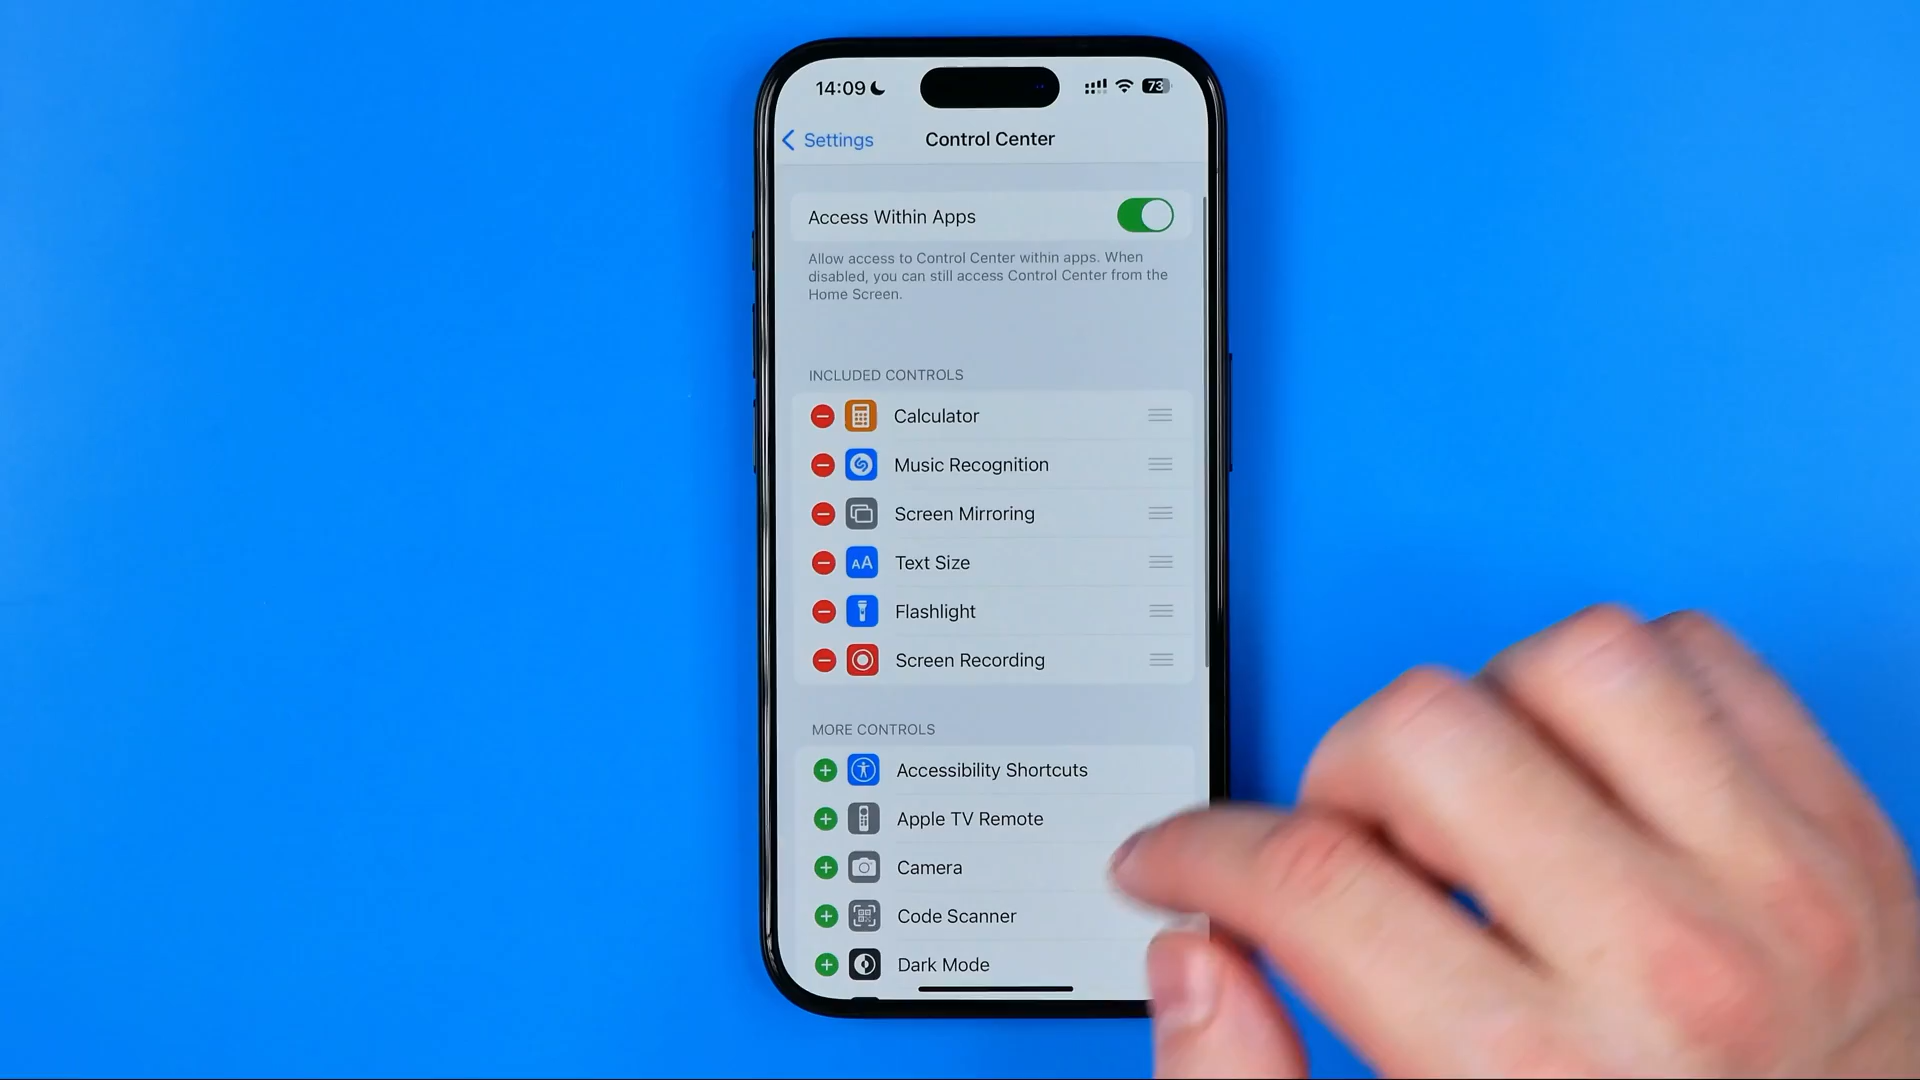 14:09
73
Settings
Control Center
Access Within Apps
Allow access to Control Center within apps. When
disabled, you can still access Control Center from the
Home Screen.
INCLUDED CONTROLS
Calculator
Music Recognition
Screen Mirroring
AA Text Size
Flashlight
Screen Recording
MORE CONTROLS
Accessibility Shortcuts
Apple TV Remote
Camera
Code Scanner
Dark Mode